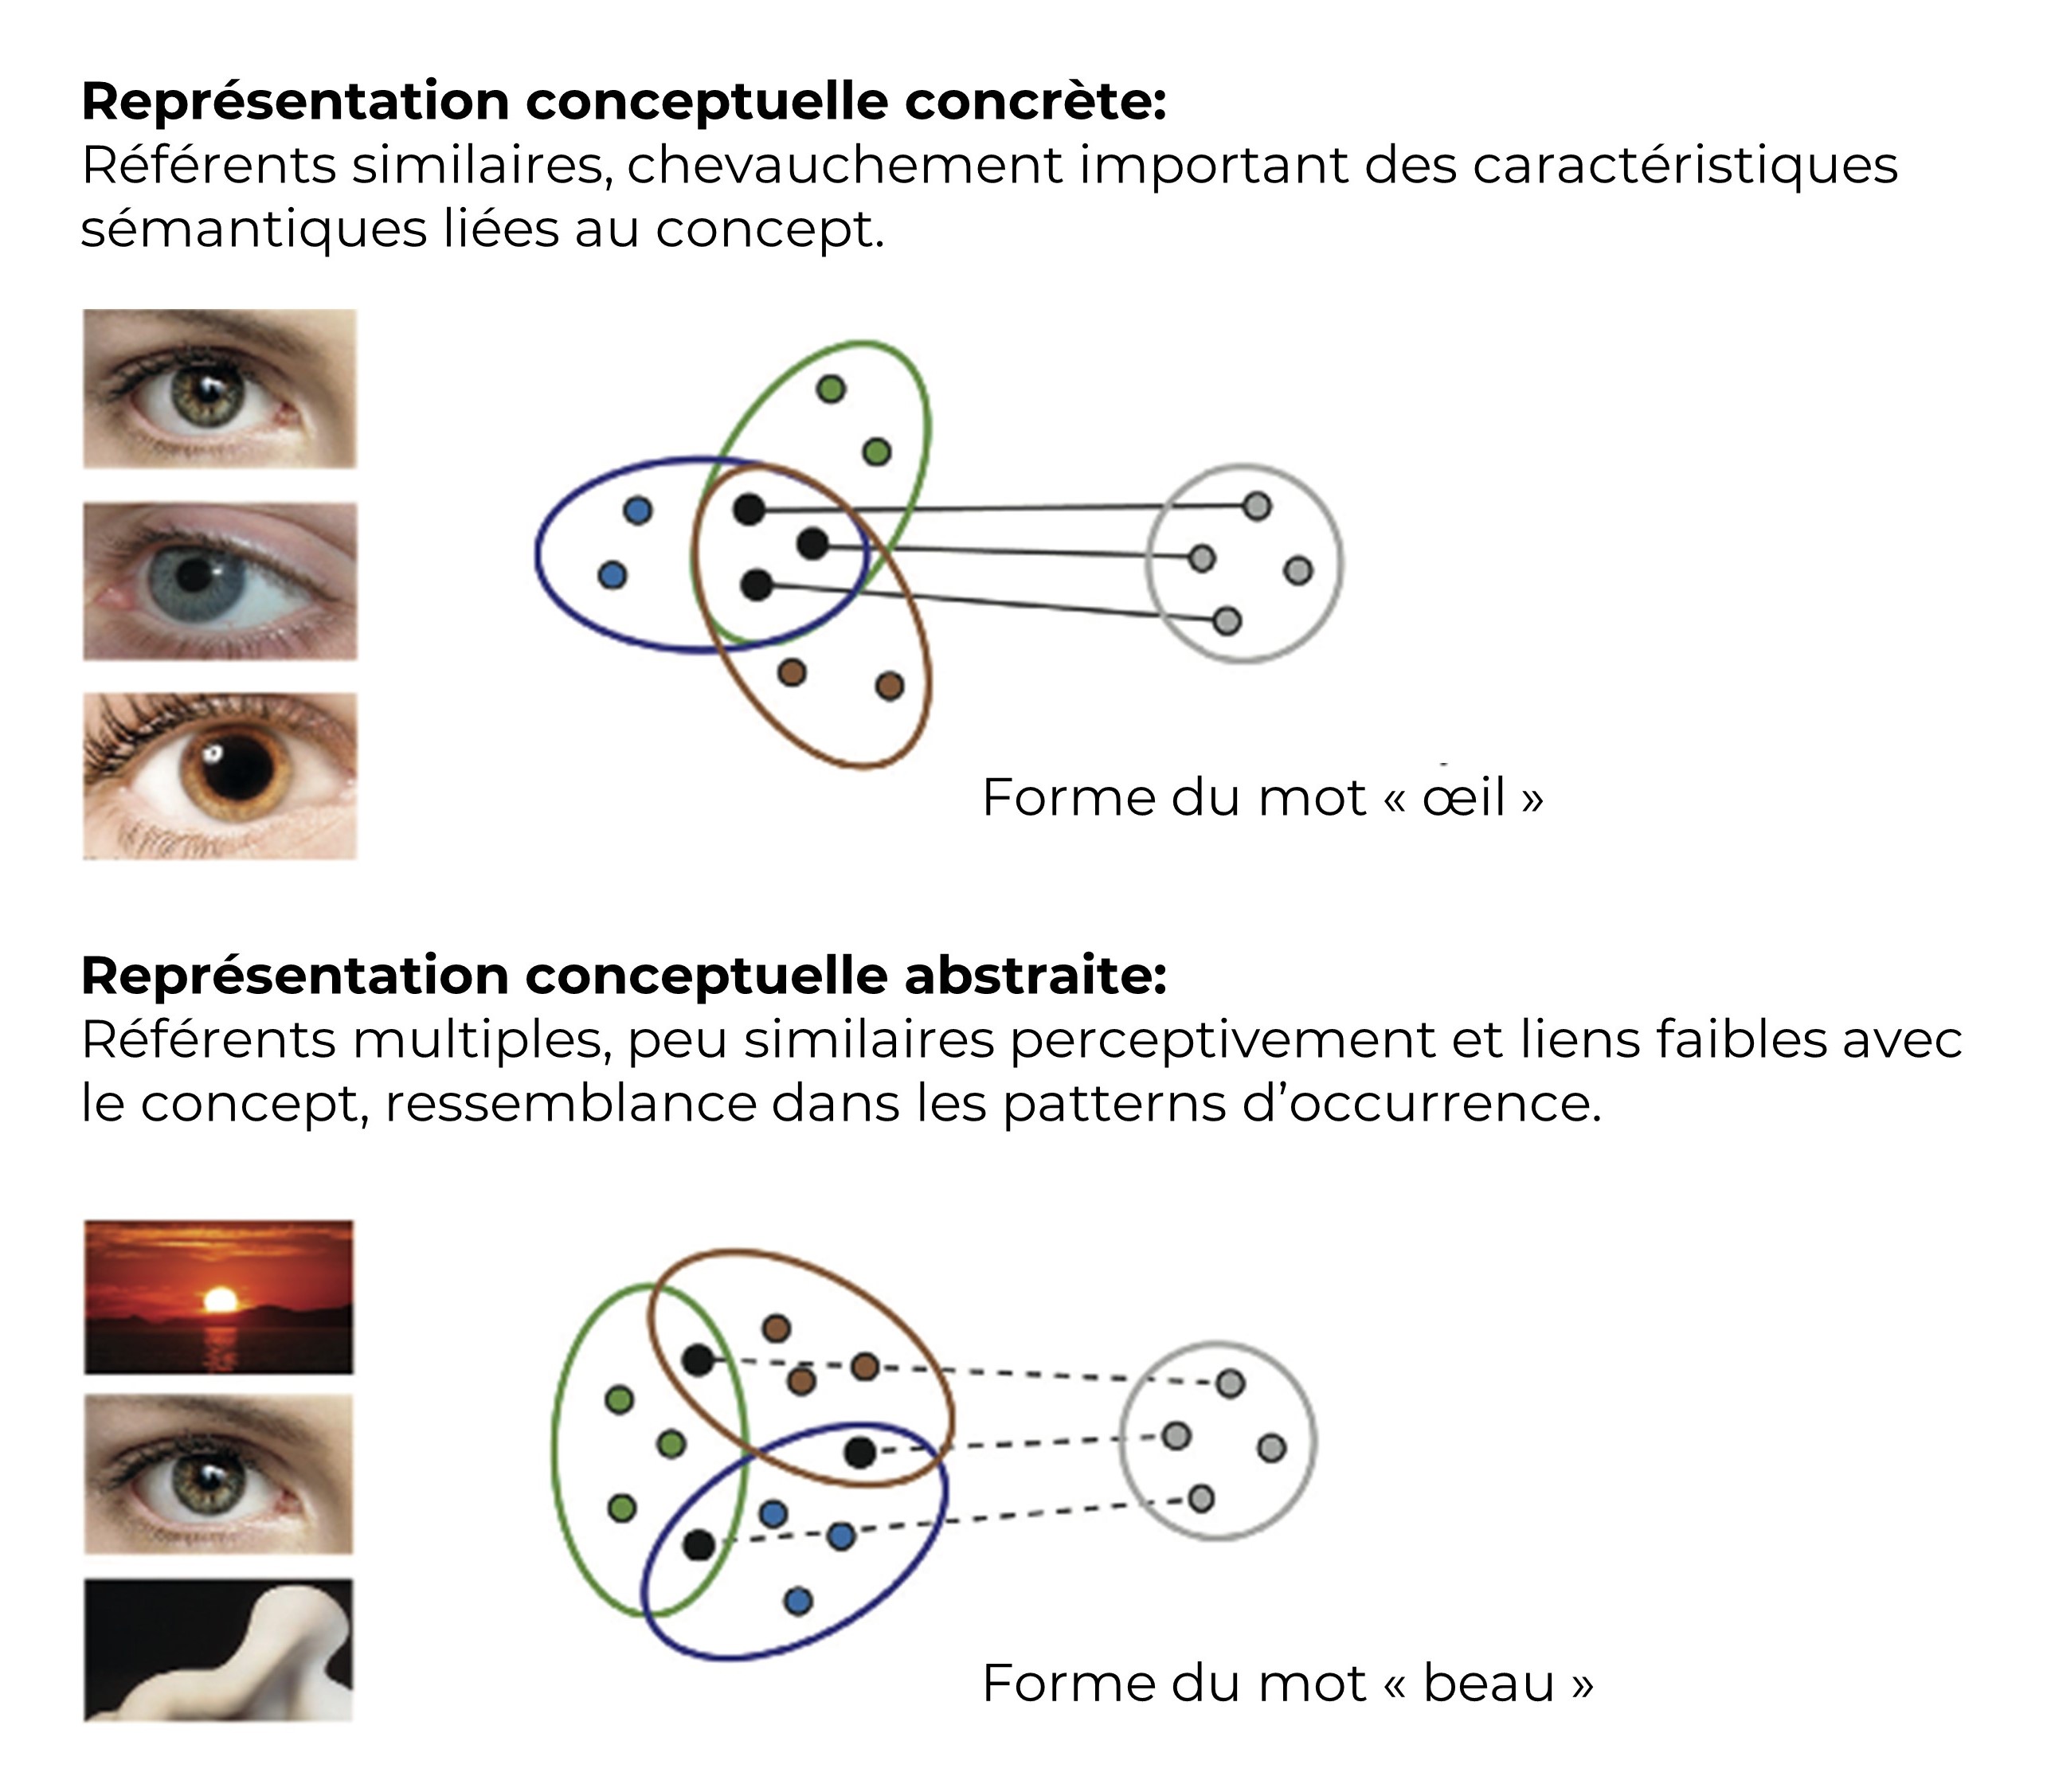 Représentation conceptuelle concrète:
Référents similaires, chevauchement important des caractéristiques
sémantiques liées au concept.
Forme du mot « œil »
Représentation conceptuelle abstraite:
Référents multiples, peu similaires perceptivement et liens faibles avec
le concept, ressemblance dans les patterns d’occurrence.
Forme du mot « beau »